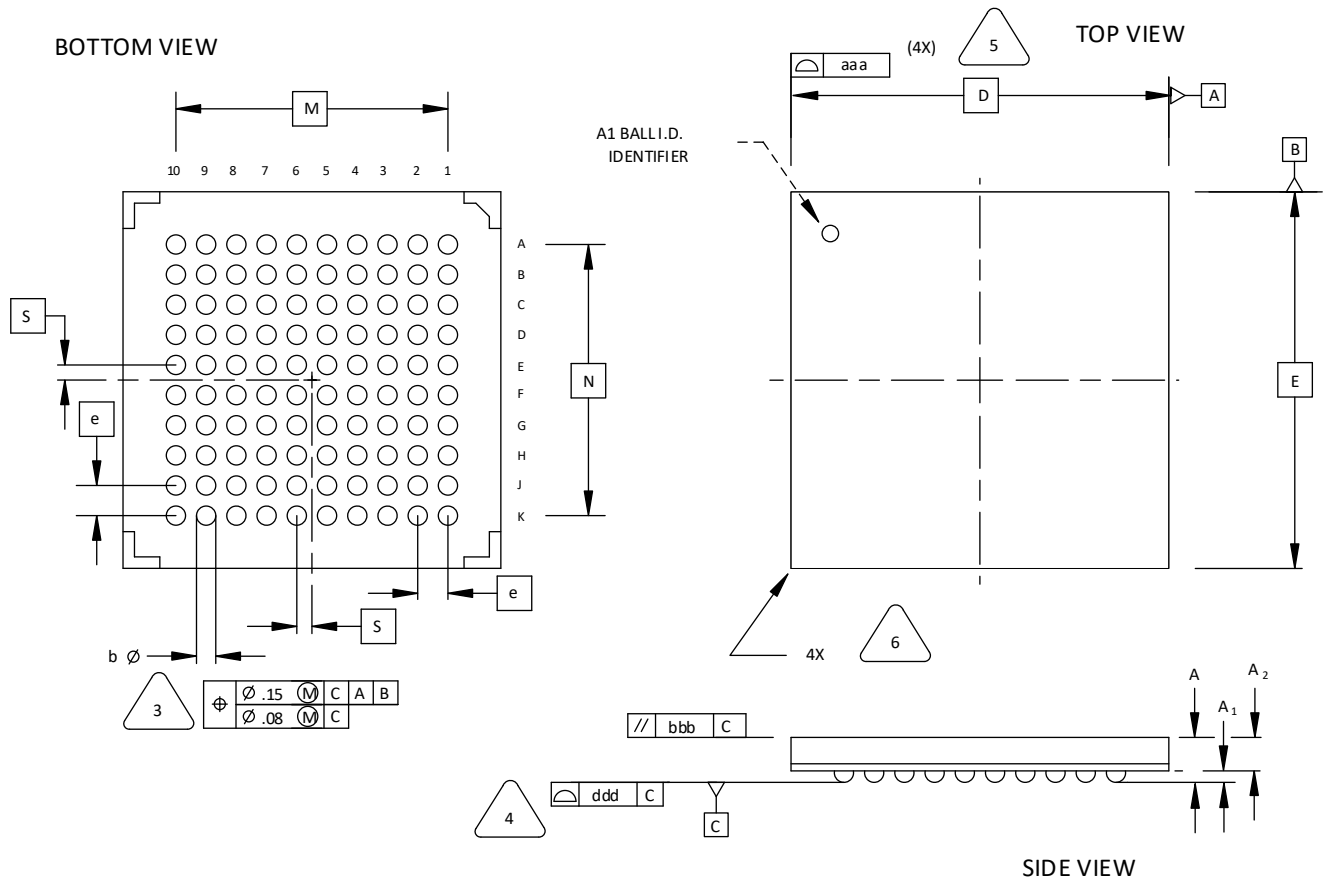 BOTTOM VIEW
(4X)
5
TOP VIEW
aaa
M
D
A
A1 BALL I.D.
IDENTIFIER
B
10 9 8 7 6 5 4 3 2 1
A
B
C
S
D
E
F
N
E
e
G
H
J
K
e
S
4X
6
b Ø
3
Ø .15 M C A B
Ø .08 M C
A
A2
A1
// bbb C
4
ddd C
C
SIDE VIEW